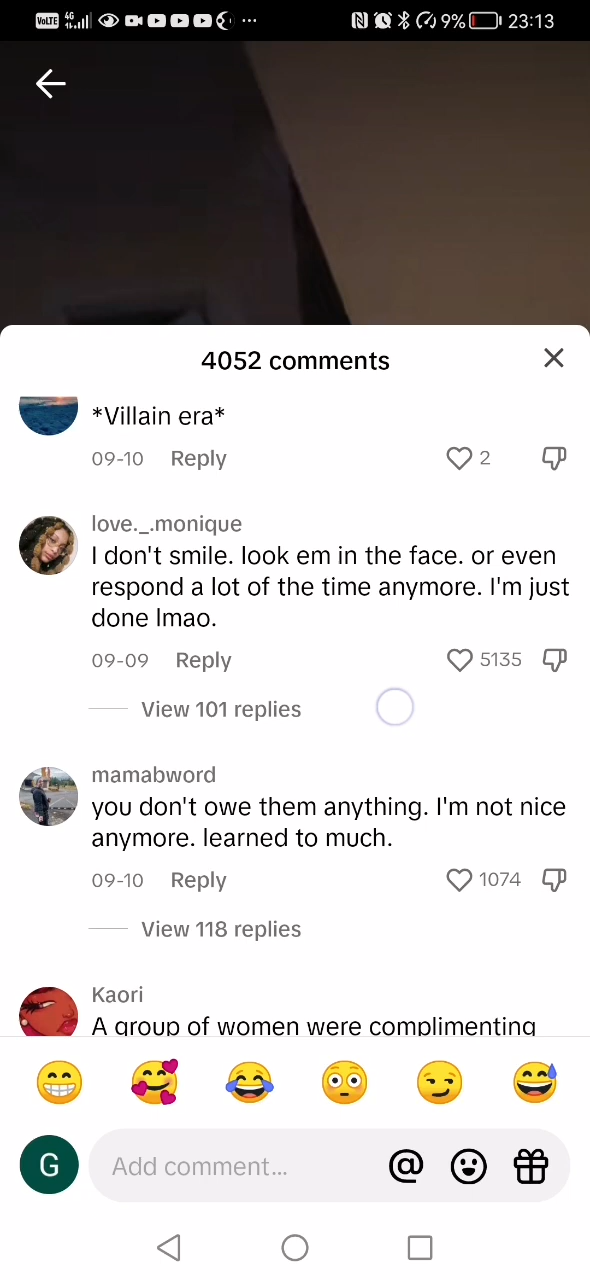 VoLTE 4G 9% 23:13
4052 comments
*Villain era*
09-10 Reply 2
love._.monique
I don't smile. look em in the face. or even
respond a lot of the time anymore. I'm just
done lmao.
09-09 Reply 5135
View 101 replies
mamabword
you don't owe them anything. I'm not nice
anymore. learned to much.
09-10 Reply 1074
View 118 replies
Kaori
A group of women were complimenting
G Add comment... @